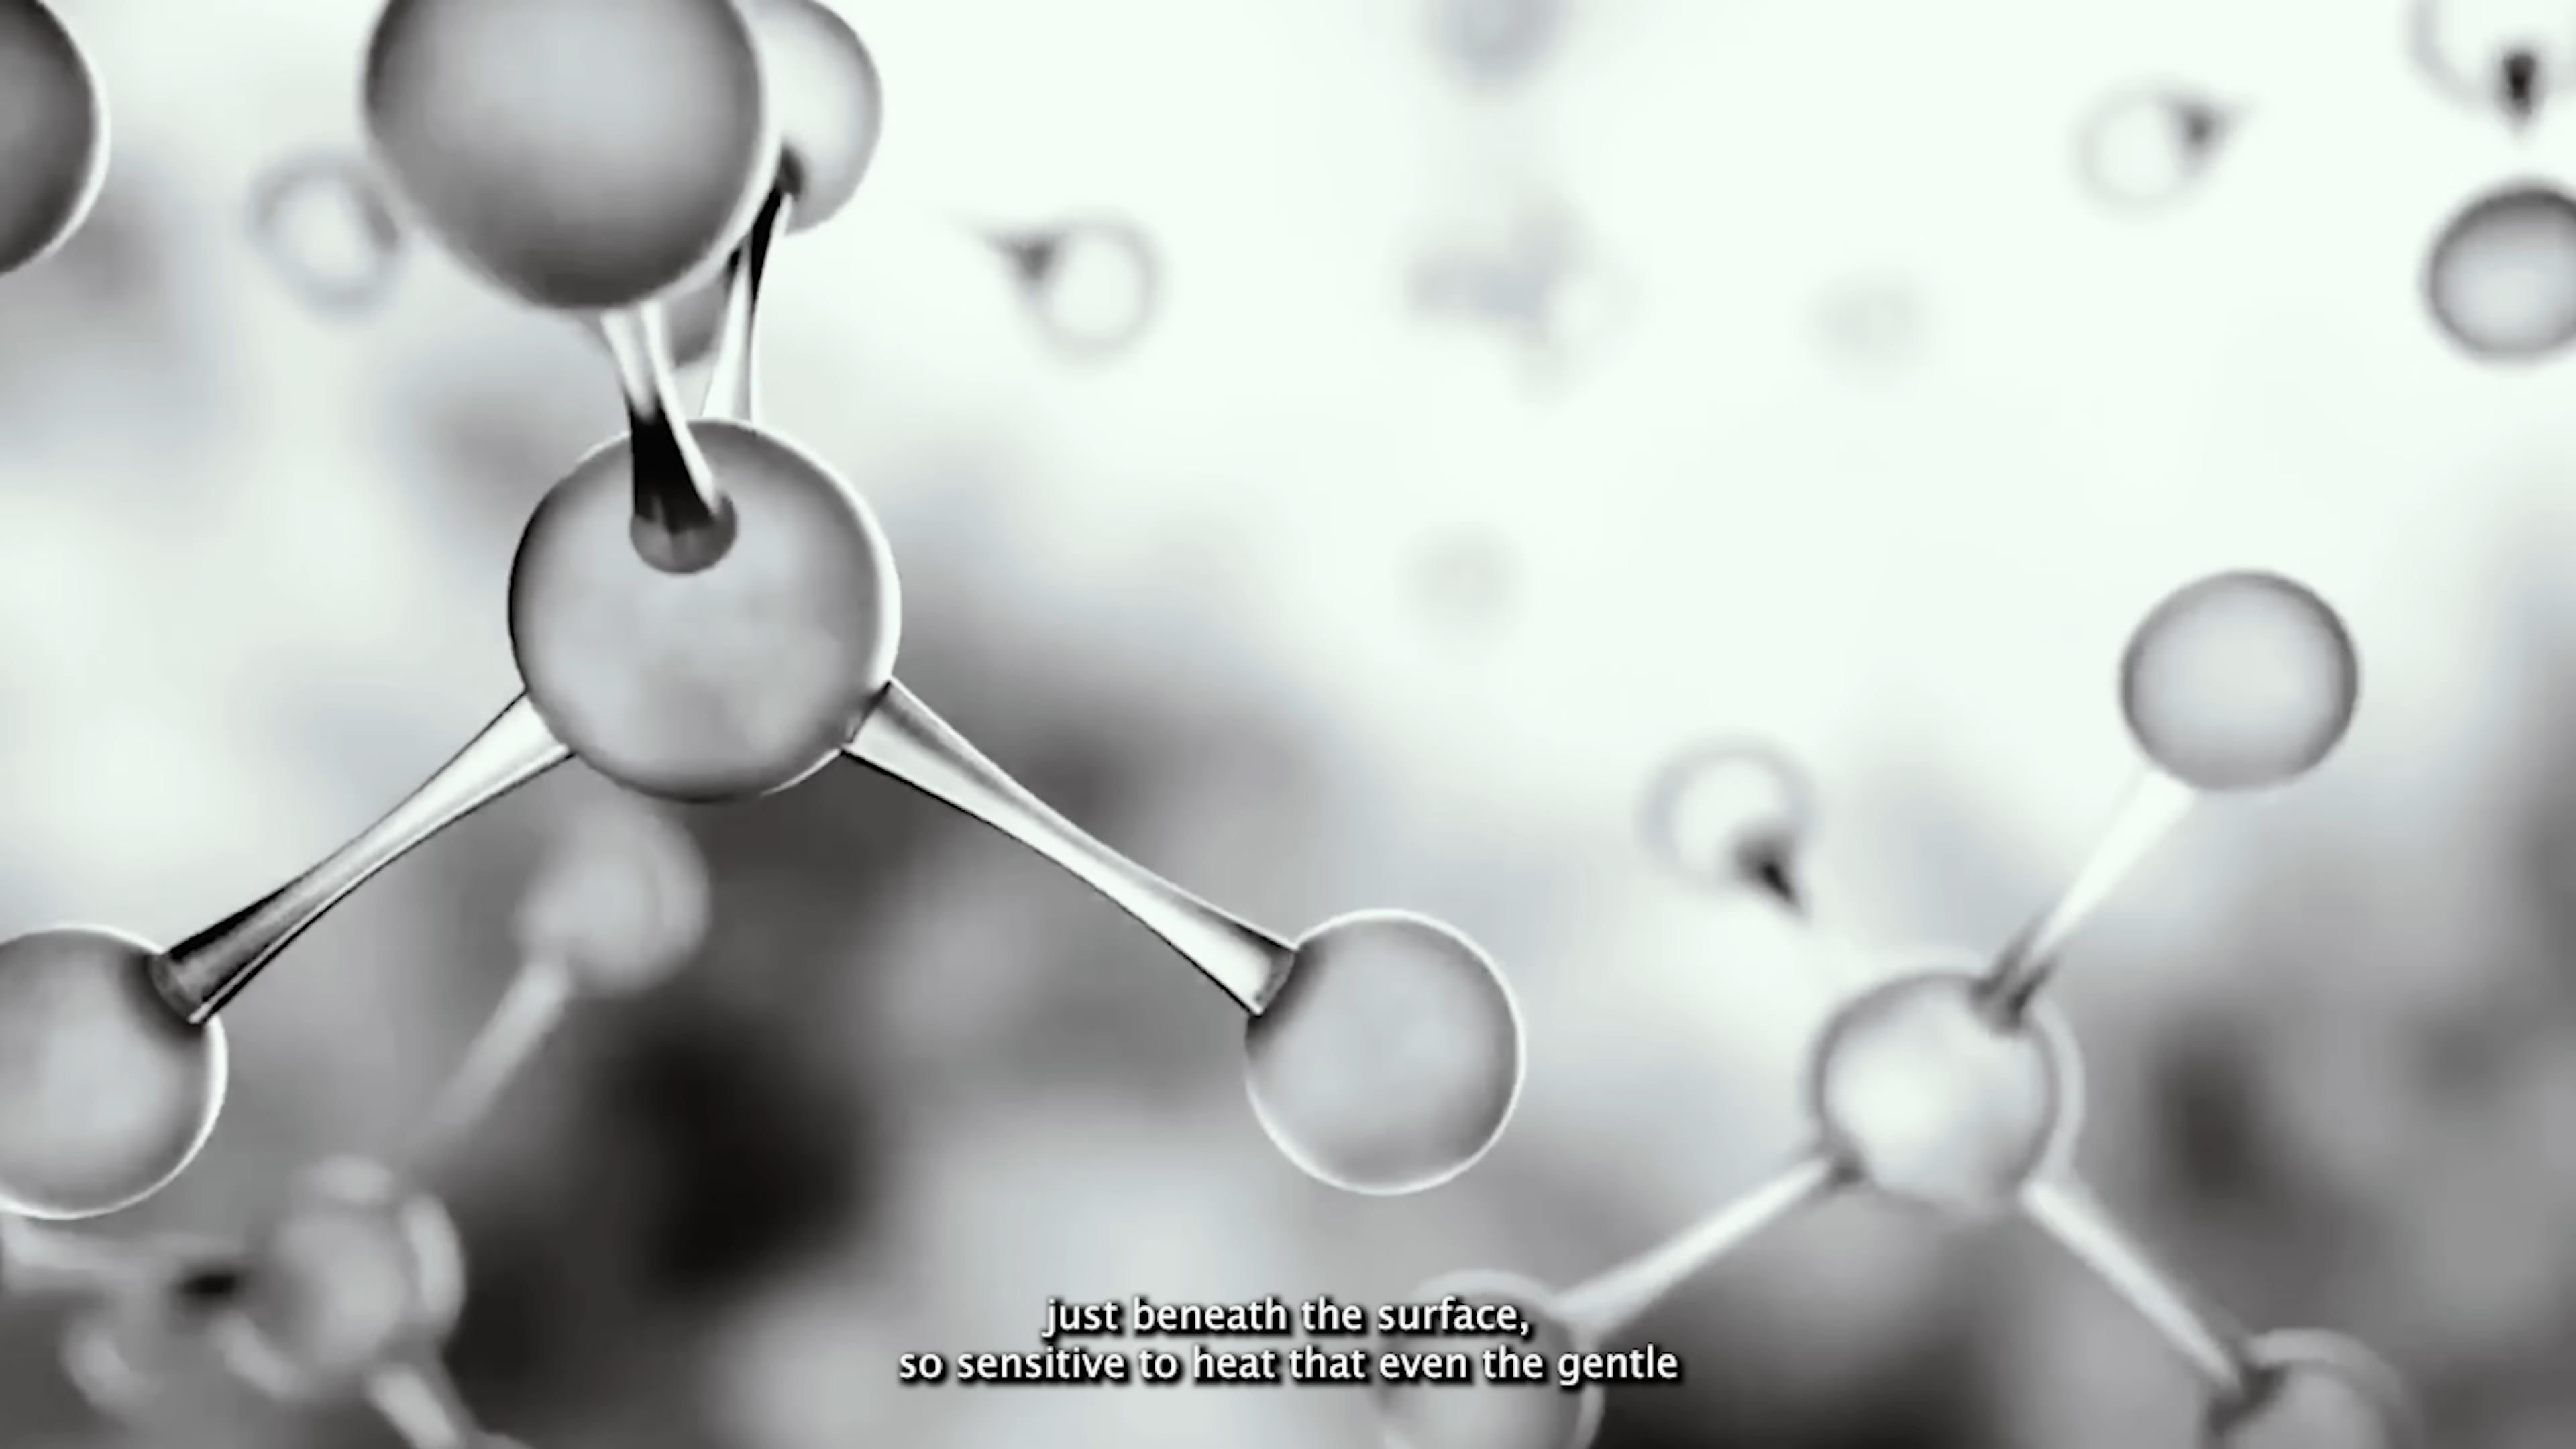 just beneath the surface,
so sensitive to heat that even the gentle